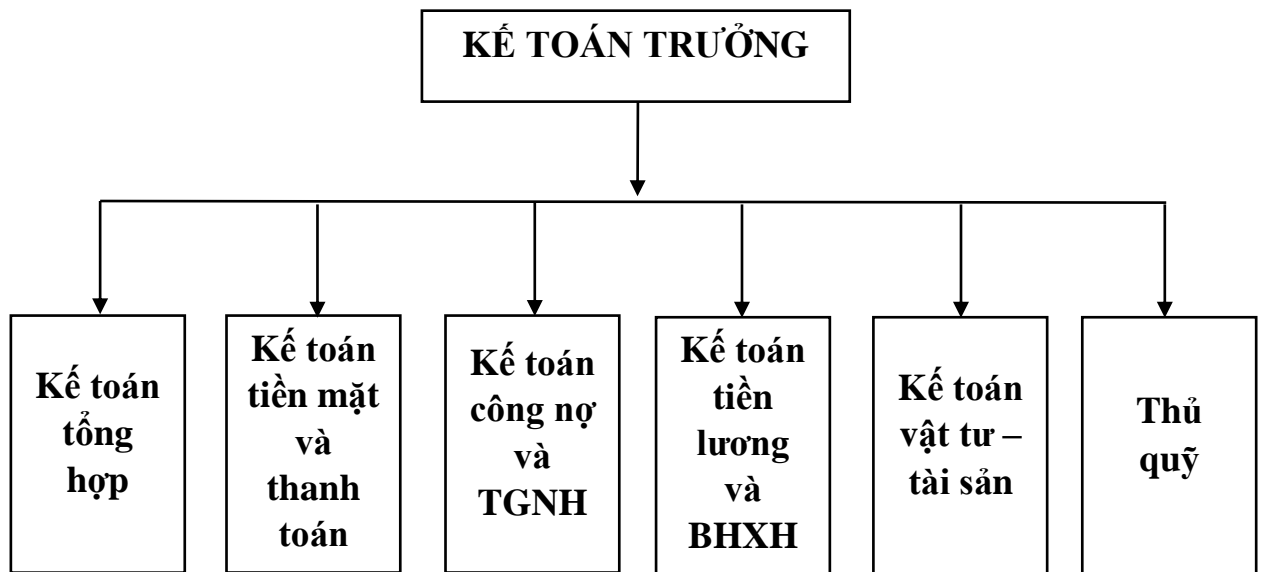 KẾ TOÁN TRƯỞNG
Kế toán
tổng
hợp
Kế toán
tiền mặt
và
thanh
toán
Kế toán
công nợ
và
TGNH
Kế toán
tiền
lương
và
BHXH
Kế toán
vật tư –
tài sản
Thủ
quỹ